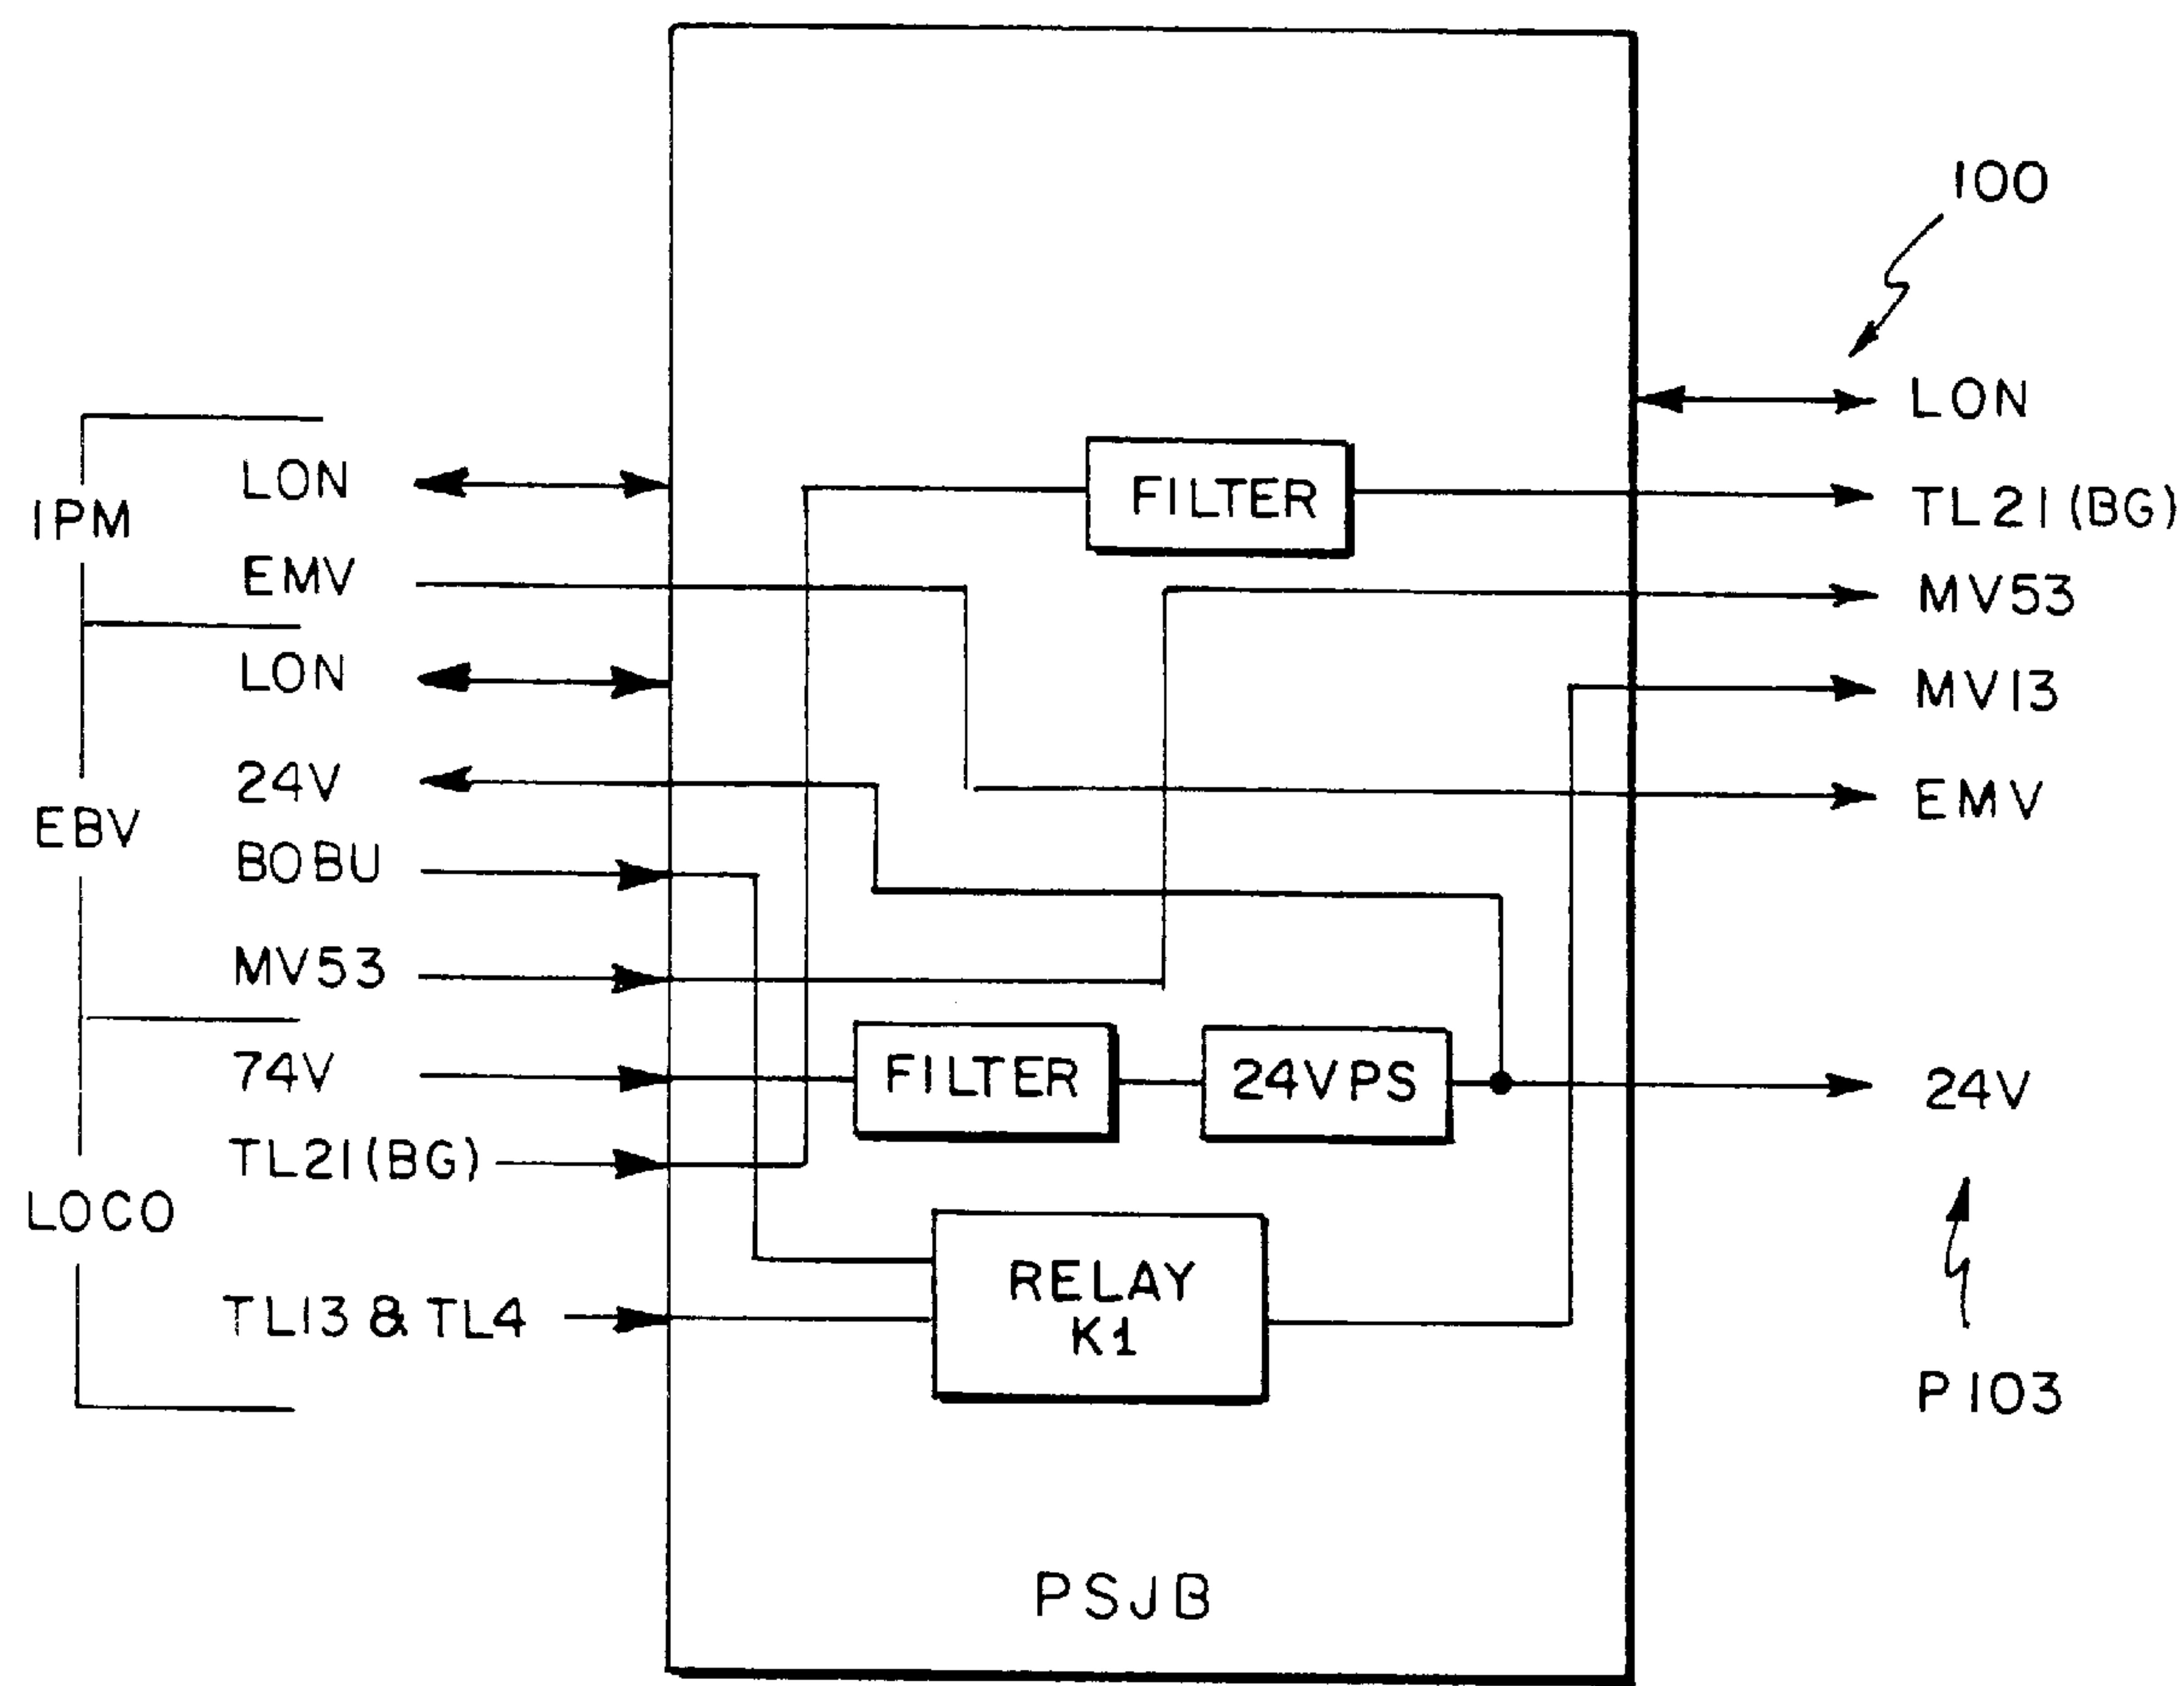 100
LON
TL21(BG)
MV53
MV13
EMV
24V
P103
IPM
LON
EMV
EBV
LON
24V
BOBU
MV53
LOCO
74V
TL21(BG)
TL13 & TL4
FILTER
FILTER
24VPS
RELAY
K1
PSJB